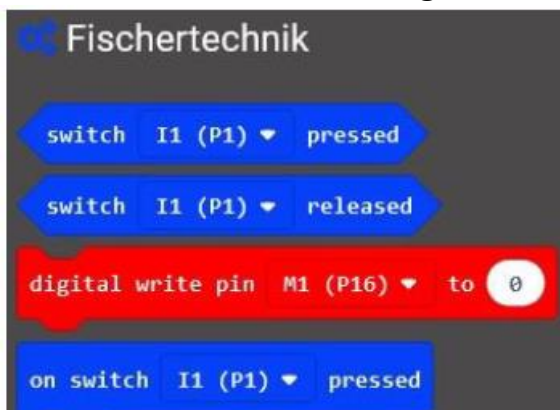 Fischertechnik
switch I1 (P1) pressed
switch I1 (P1) released
digital write pin M1 (P16) to 0
on switch I1 (P1) pressed